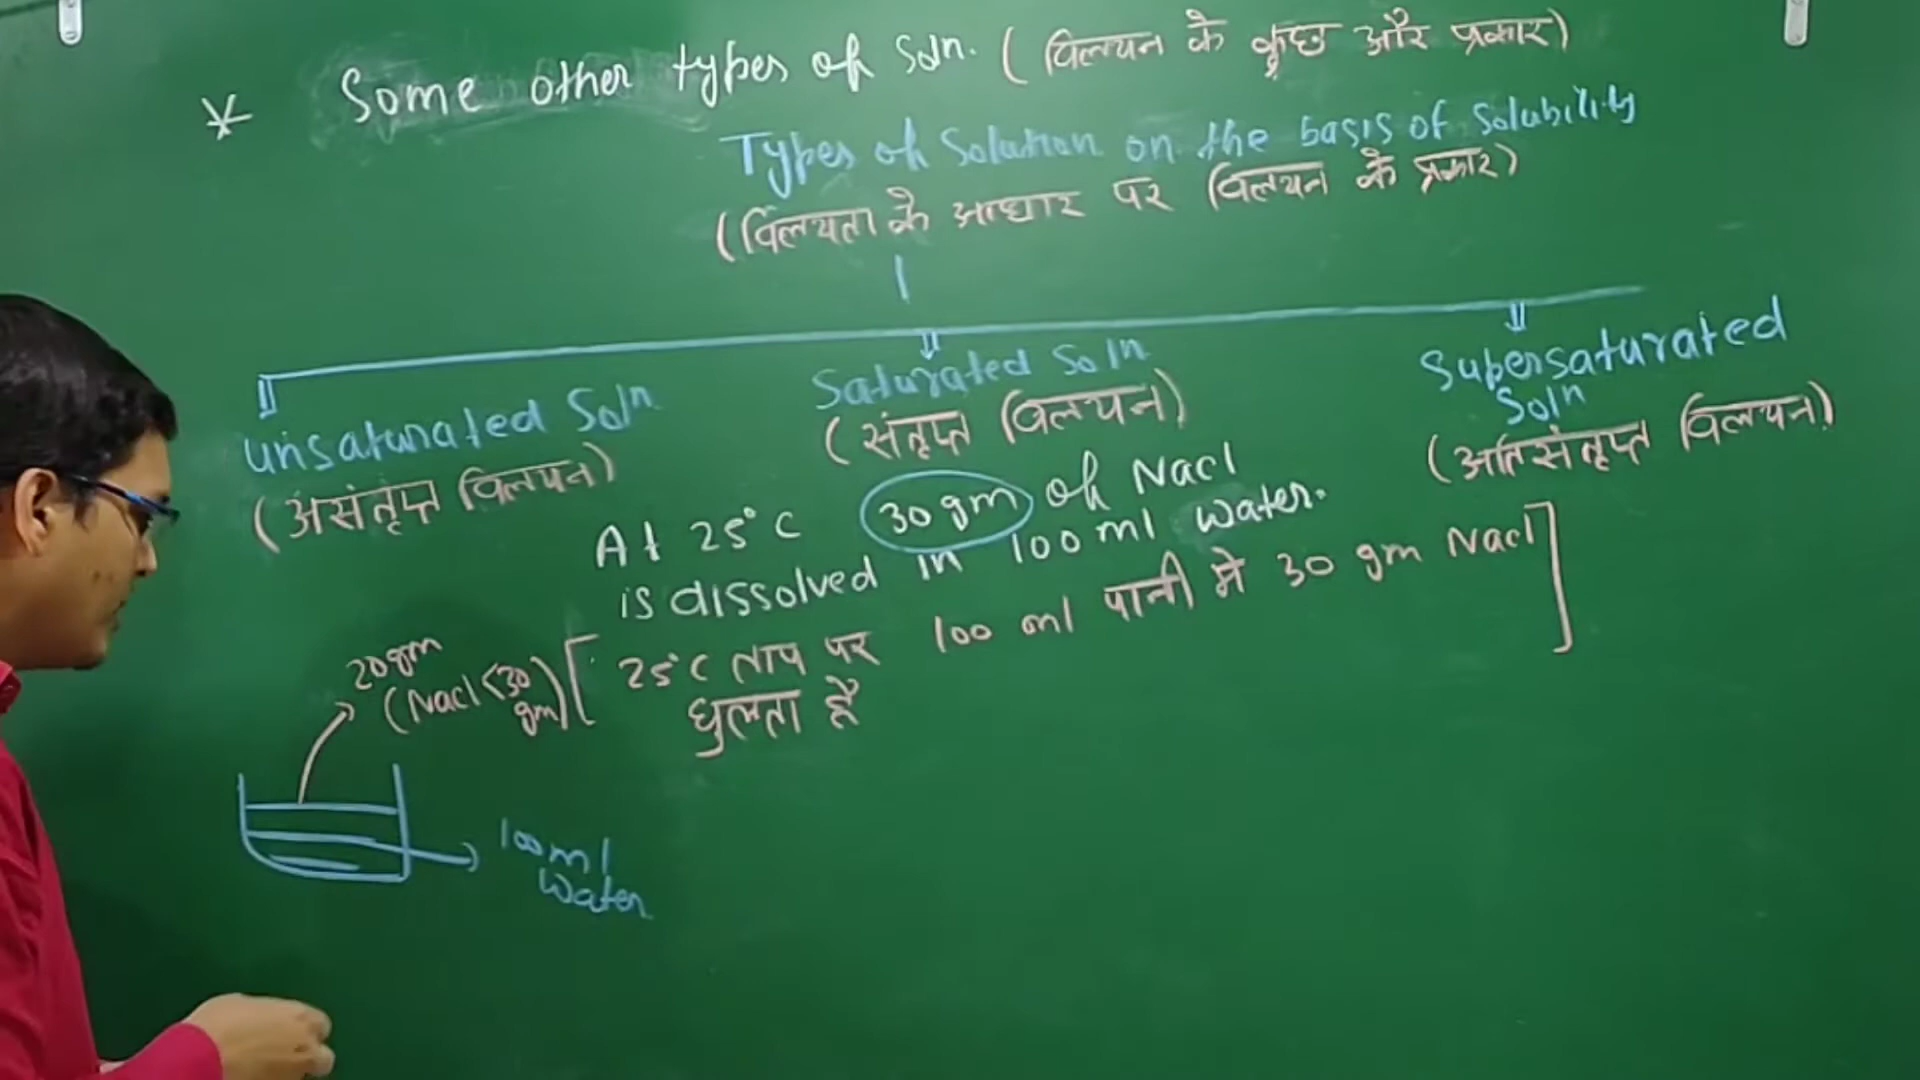 * Some other types of Soln. (विलयन के कुछ और प्रकार)
Types of Solution on the basis of Solubility
(विलयता के आधार पर विलयन के प्रकार)
Unsaturated Solⁿ
(असंतृप्त विलयन)
Saturated Solⁿ
(संतृप्त विलयन)
Supersaturated
Solⁿ
(अतिसंतृप्त विलयन)
At 25°C 30 gm of Nacl
is dissolved in 100 ml water.
[25°C ताप पर 100 ml पानी मे 30 gm Nacl]
घुलता है
20gm
(Nacl<30
gm)
100ml
Water